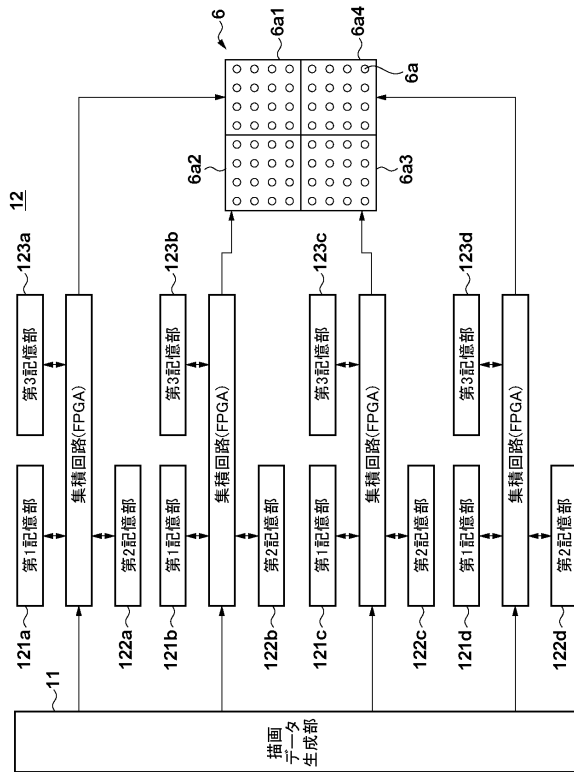 12
11
描画
データ
生成部
121a
第1記憶部
123a
第3記憶部
集積回路(FPGA)
122a
第2記憶部
121b
第1記憶部
123b
第3記憶部
集積回路(FPGA)
122b
第2記憶部
121c
第1記憶部
123c
第3記憶部
集積回路(FPGA)
122c
第2記憶部
121d
第1記憶部
123d
第3記憶部
集積回路(FPGA)
122d
第2記憶部
6
6a1
6a2
6a4
6a
6a3